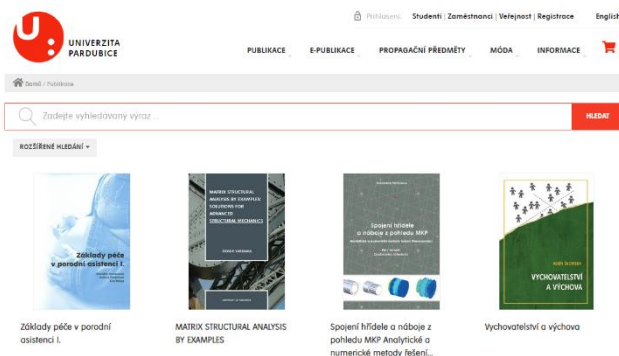 Přihlášení: Studenti | Zaměstnanci | Veřejnost | Registrace English
UNIVERZITA
PARDUBICE
PUBLIKACE E-PUBLIKACE PROPAGAČNÍ PŘEDMĚTY MÓDA INFORMACE
Domů / Publikace
Zadejte vyhledávaný výraz ...
HLEDAT
ROZŠÍŘENÉ HLEDÁNÍ
Základy péče
v porodní asistenci I.
MATRIX STRUCTURAL
ANALYSIS BY EXAMPLES
SOLUTIONS FOR
ADVANCED
STRUCTURAL MECHANICS
Spojení hřídele
a náboje z pohledu MKP
VYCHOVATELSTVÍ
A VÝCHOVA
Základy péče v porodní
asistenci I.
MATRIX STRUCTURAL ANALYSIS
BY EXAMPLES
Spojení hřídele a náboje z
pohledu MKP Analytické a
numerické metody řešení...
Vychovatelství a výchova